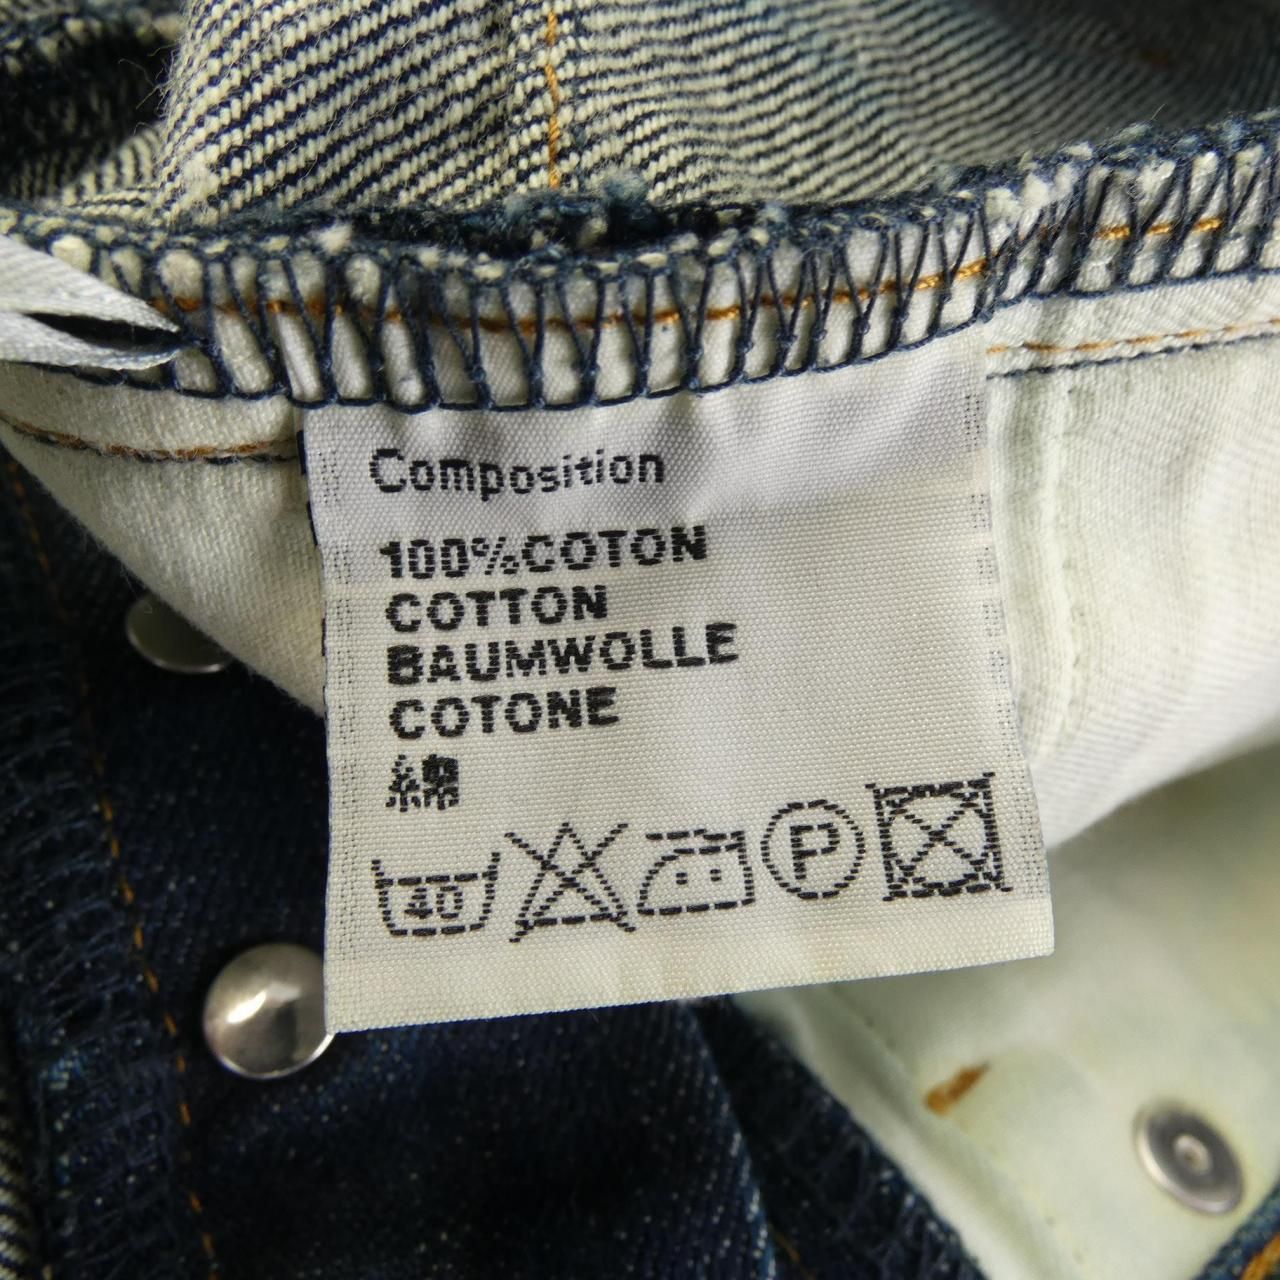 Composition
100%COTON
COTTON
BAUMWOLLE
COTONE
綿
40 P